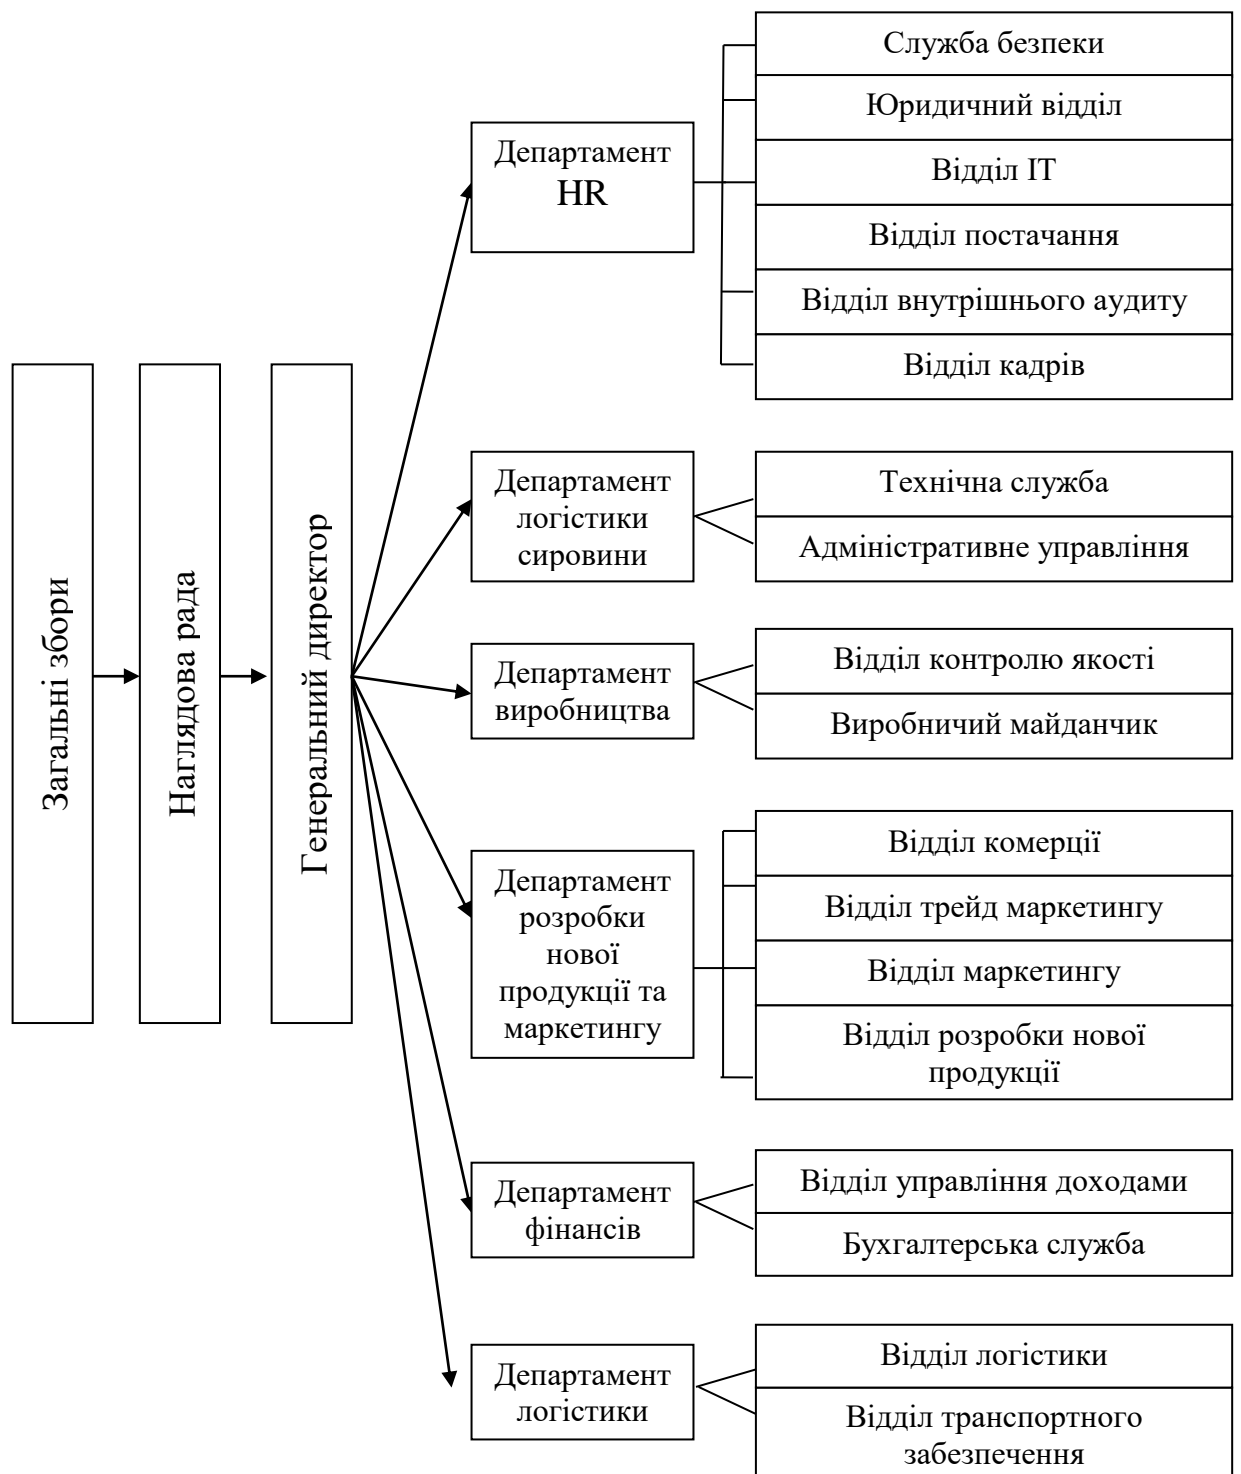 Загальні збори
Наглядова рада
Генеральний директор
Департамент
HR
Служба безпеки
Юридичний відділ
Відділ ІТ
Відділ постачання
Відділ внутрішнього аудиту
Відділ кадрів
Департамент
логістики
сировини
Технічна служба
Адміністративне управління
Департамент
виробництва
Відділ контролю якості
Виробничий майданчик
Департамент
розробки
нової
продукції та
маркетингу
Відділ комерції
Відділ трейд маркетингу
Відділ маркетингу
Відділ розробки нової
продукції
Департамент
фінансів
Відділ управління доходами
Бухгалтерська служба
Департамент
логістики
Відділ логістики
Відділ транспортного
забезпечення